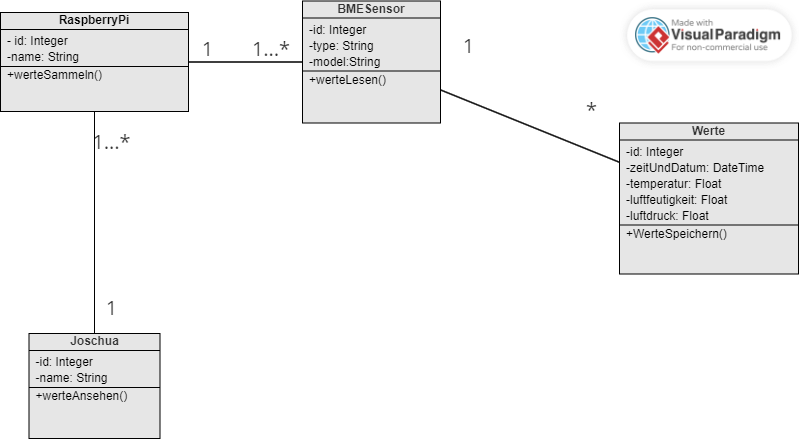 RaspberryPi
- id: Integer
-name: String
+werteSammeln()
1
1...*
BMESensor
-id: Integer
-type: String
-model:String
+werteLesen()
1
*
Made with
VisualParadigm
For non-commercial use
Werte
-id: Integer
-zeitUndDatum: DateTime
-temperatur: Float
-luftfeutigkeit: Float
-luftdruck: Float
+WerteSpeichern()
1...*
1
Joschua
-id: Integer
-name: String
+werteAnsehen()